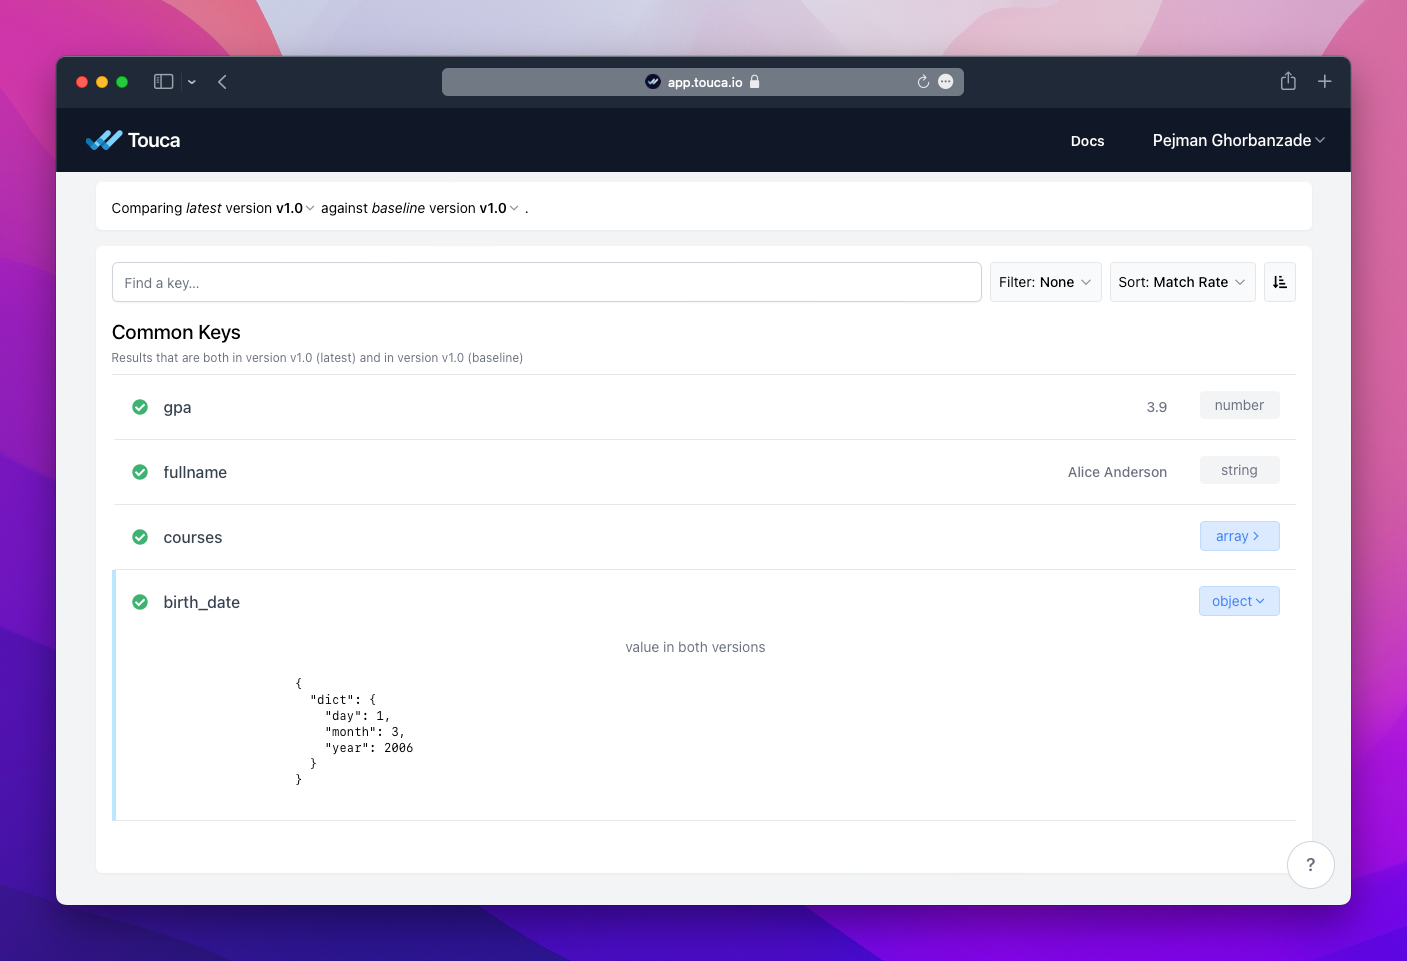 app.touca.io
Touca
Docs
Pejman Ghorbanzade
Comparing latest version v1.0 against baseline version v1.0 .
Find a key...
Filter: None
Sort: Match Rate
Common Keys
Results that are both in version v1.0 (latest) and in version v1.0 (baseline)
gpa 3.9 number
fullname Alice Anderson string
courses array
birth_date object
value in both versions
{
"dict": {
"day": 1,
"month": 3,
"year": 2006
}
}
?